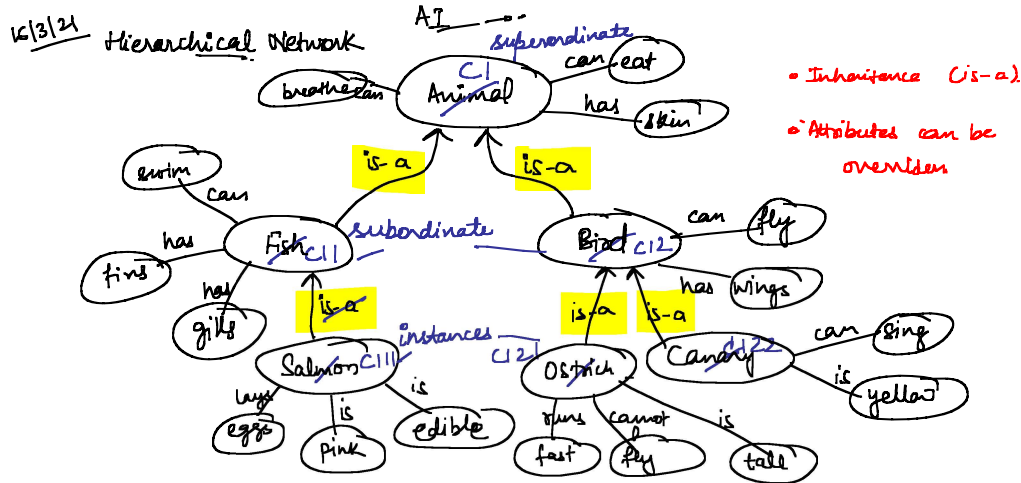 15/3/21 Hierarchical Network
AI
superordinate
C1
Animal
can
eat
breathe
can
has
skin
• Inheritance (is-a)
• Attributes can be
overriden
is-a
is-a
swim
can
has
fins
has
gills
Fish C11
subordinate
Bird C12
can
fly
has
wings
is-a
is-a
is-a
instances
Salmon C111
C121
Ostrich
Canary C122
can
sing
is
yellow
lays
eggs
is
pink
is
edible
runs
fast
cannot
fly
is
tall